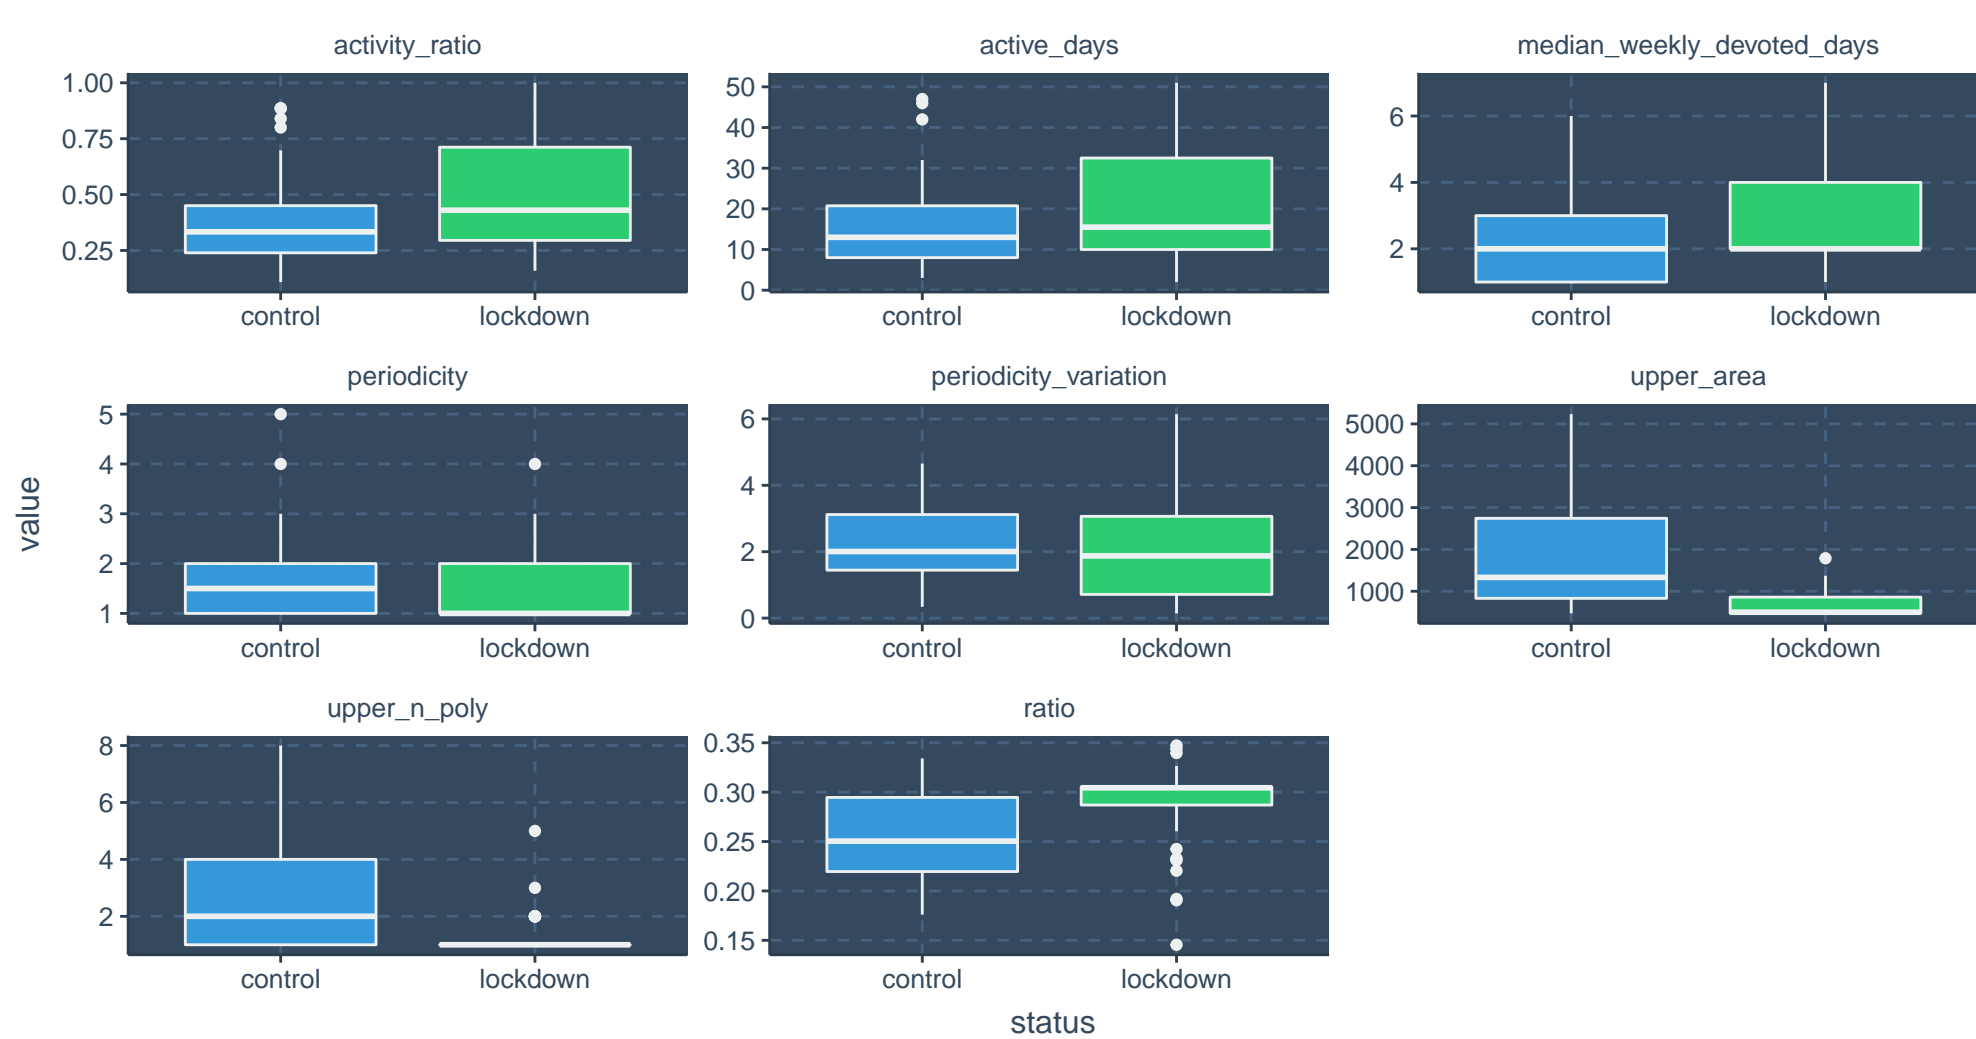 activity_ratio
active_days
median_weekly_devoted_days
1.00
0.75
0.50
0.25
control
lockdown
50
40
30
20
10
0
control
lockdown
6
4
2
control
lockdown
periodicity
periodicity_variation
upper_area
value
5
4
3
2
1
control
lockdown
6
4
2
0
control
lockdown
5000
4000
3000
2000
1000
control
lockdown
upper_n_poly
ratio
8
6
4
2
control
lockdown
0.35
0.30
0.25
0.20
0.15
control
lockdown
status